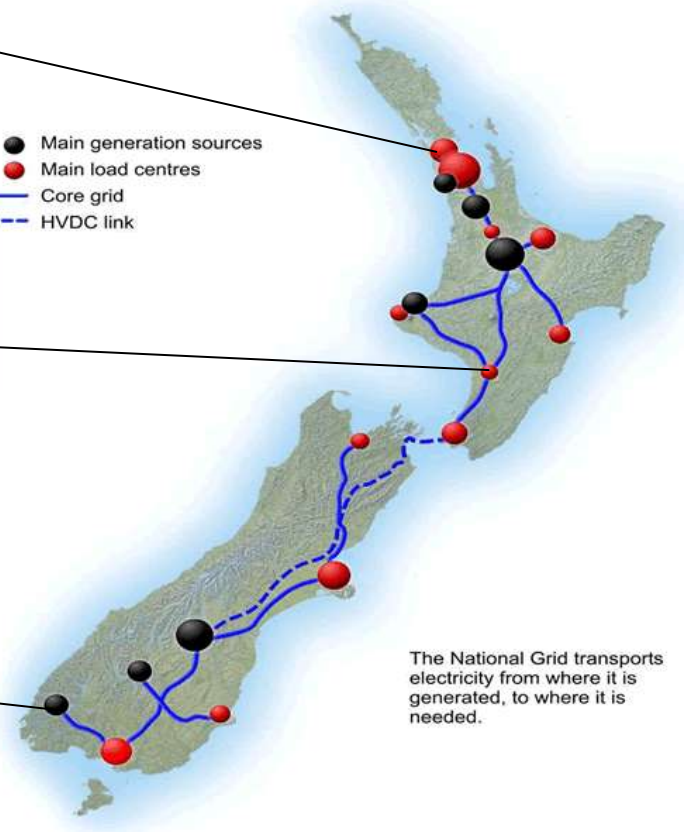 Main generation sources
Main load centres
Core grid
HVDC link
The National Grid transports
electricity from where it is
generated, to where it is
needed.